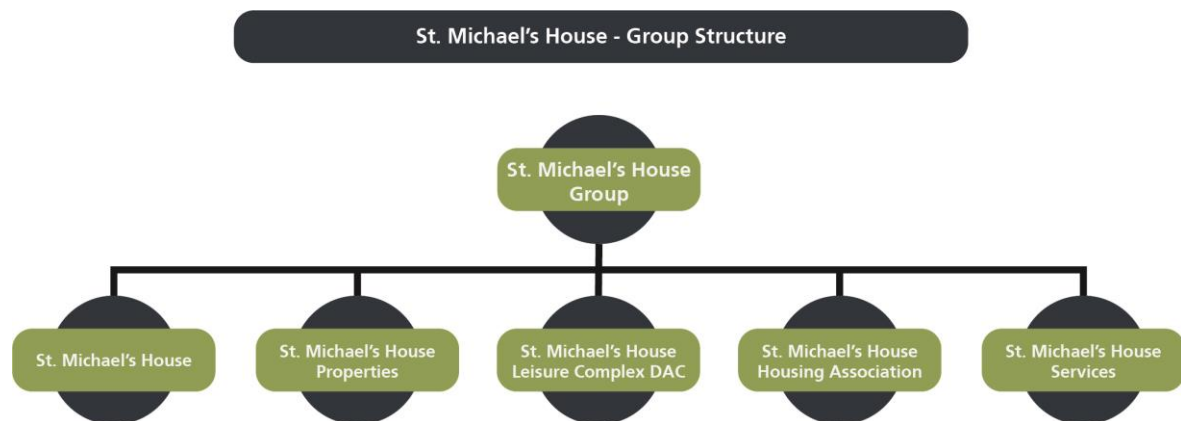 St. Michael’s House - Group Structure
St. Michael’s House
Group
St. Michael’s House
St. Michael’s House
Properties
St. Michael’s House
Leisure Complex DAC
St. Michael’s House
Housing Association
St. Michael’s House
Services